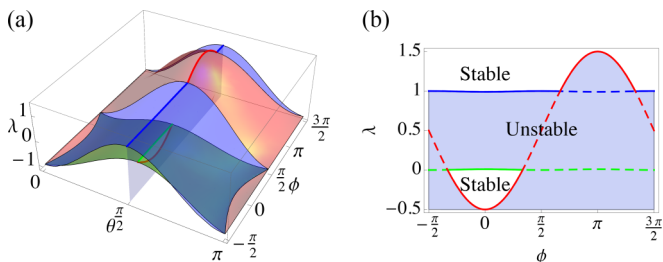 (a)
1
λ 0
-1
0
θ π/2
π
-π/2
0
π/2 ϕ
π
3π/2
(b)
1.5
1
0.5
0
-0.5
λ
Stable
Unstable
Stable
-π/2 0 π/2 π 3π/2
ϕ